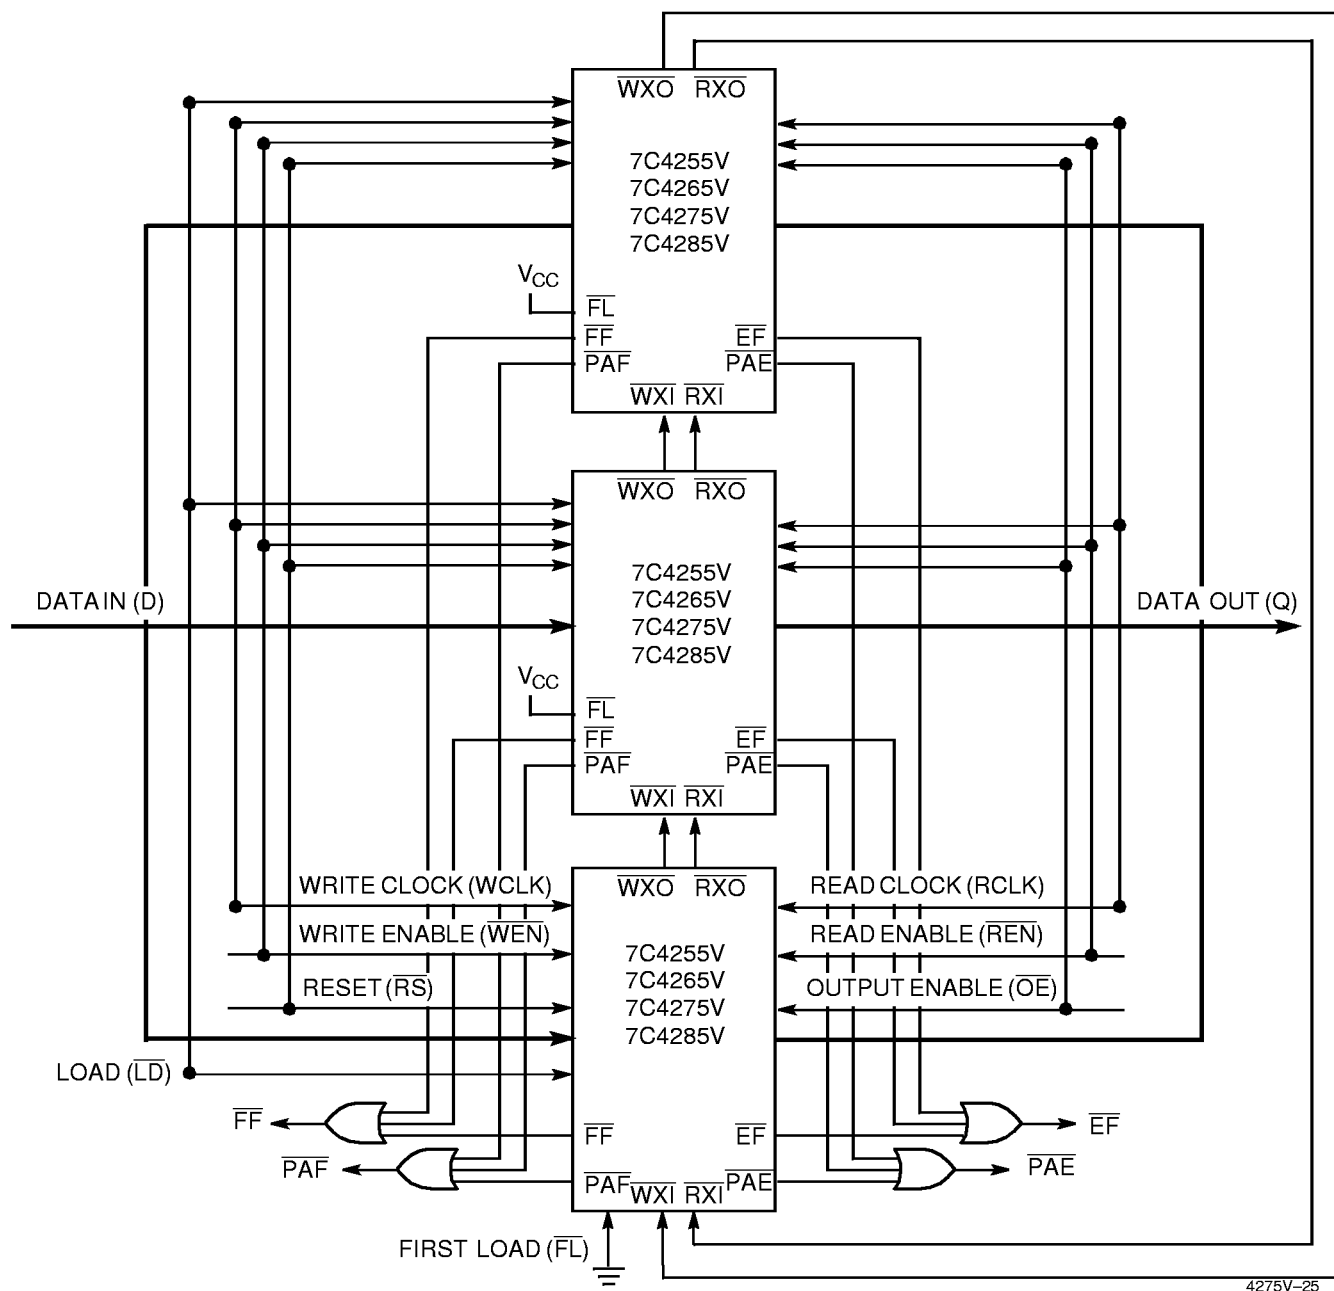 WXO RXO
7C4255V
7C4265V
7C4275V
7C4285V
VCC
FL
FF EF
PAF PAE
WXI RXI
WXO RXO
7C4255V
7C4265V
7C4275V
7C4285V
DATA IN (D) DATA OUT (Q)
VCC
FL
FF EF
PAF PAE
WXI RXI
WRITE CLOCK (WCLK) WXO RXO READ CLOCK (RCLK)
WRITE ENABLE (WEN) READ ENABLE (REN)
7C4255V
7C4265V
RESET (RS) 7C4275V OUTPUT ENABLE (OE)
7C4285V
LOAD (LD)
FF FF EF EF
PAF PAE
PAF WXI RXI PAE
FIRST LOAD (FL)
4275V–25